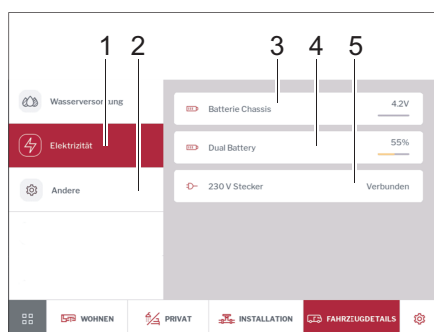 1 2 3 4 5
Wasserversorgung
Batterie Chassis 4.2V
Elektrizität
Dual Battery 55%
Andere
230 V Stecker Verbunden
WOHNEN PRIVAT INSTALLATION FAHRZEUGDETAILS